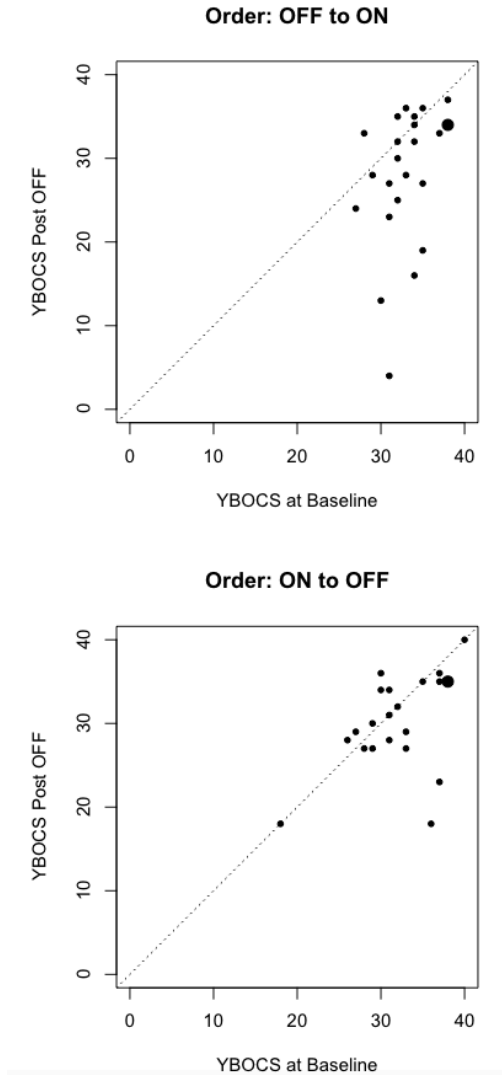 Order: OFF to ON
YBOCS Post OFF
40
30
20
10
0
0 10 20 30 40
YBOCS at Baseline
Order: ON to OFF
YBOCS Post OFF
40
30
20
10
0
0 10 20 30 40
YBOCS at Baseline